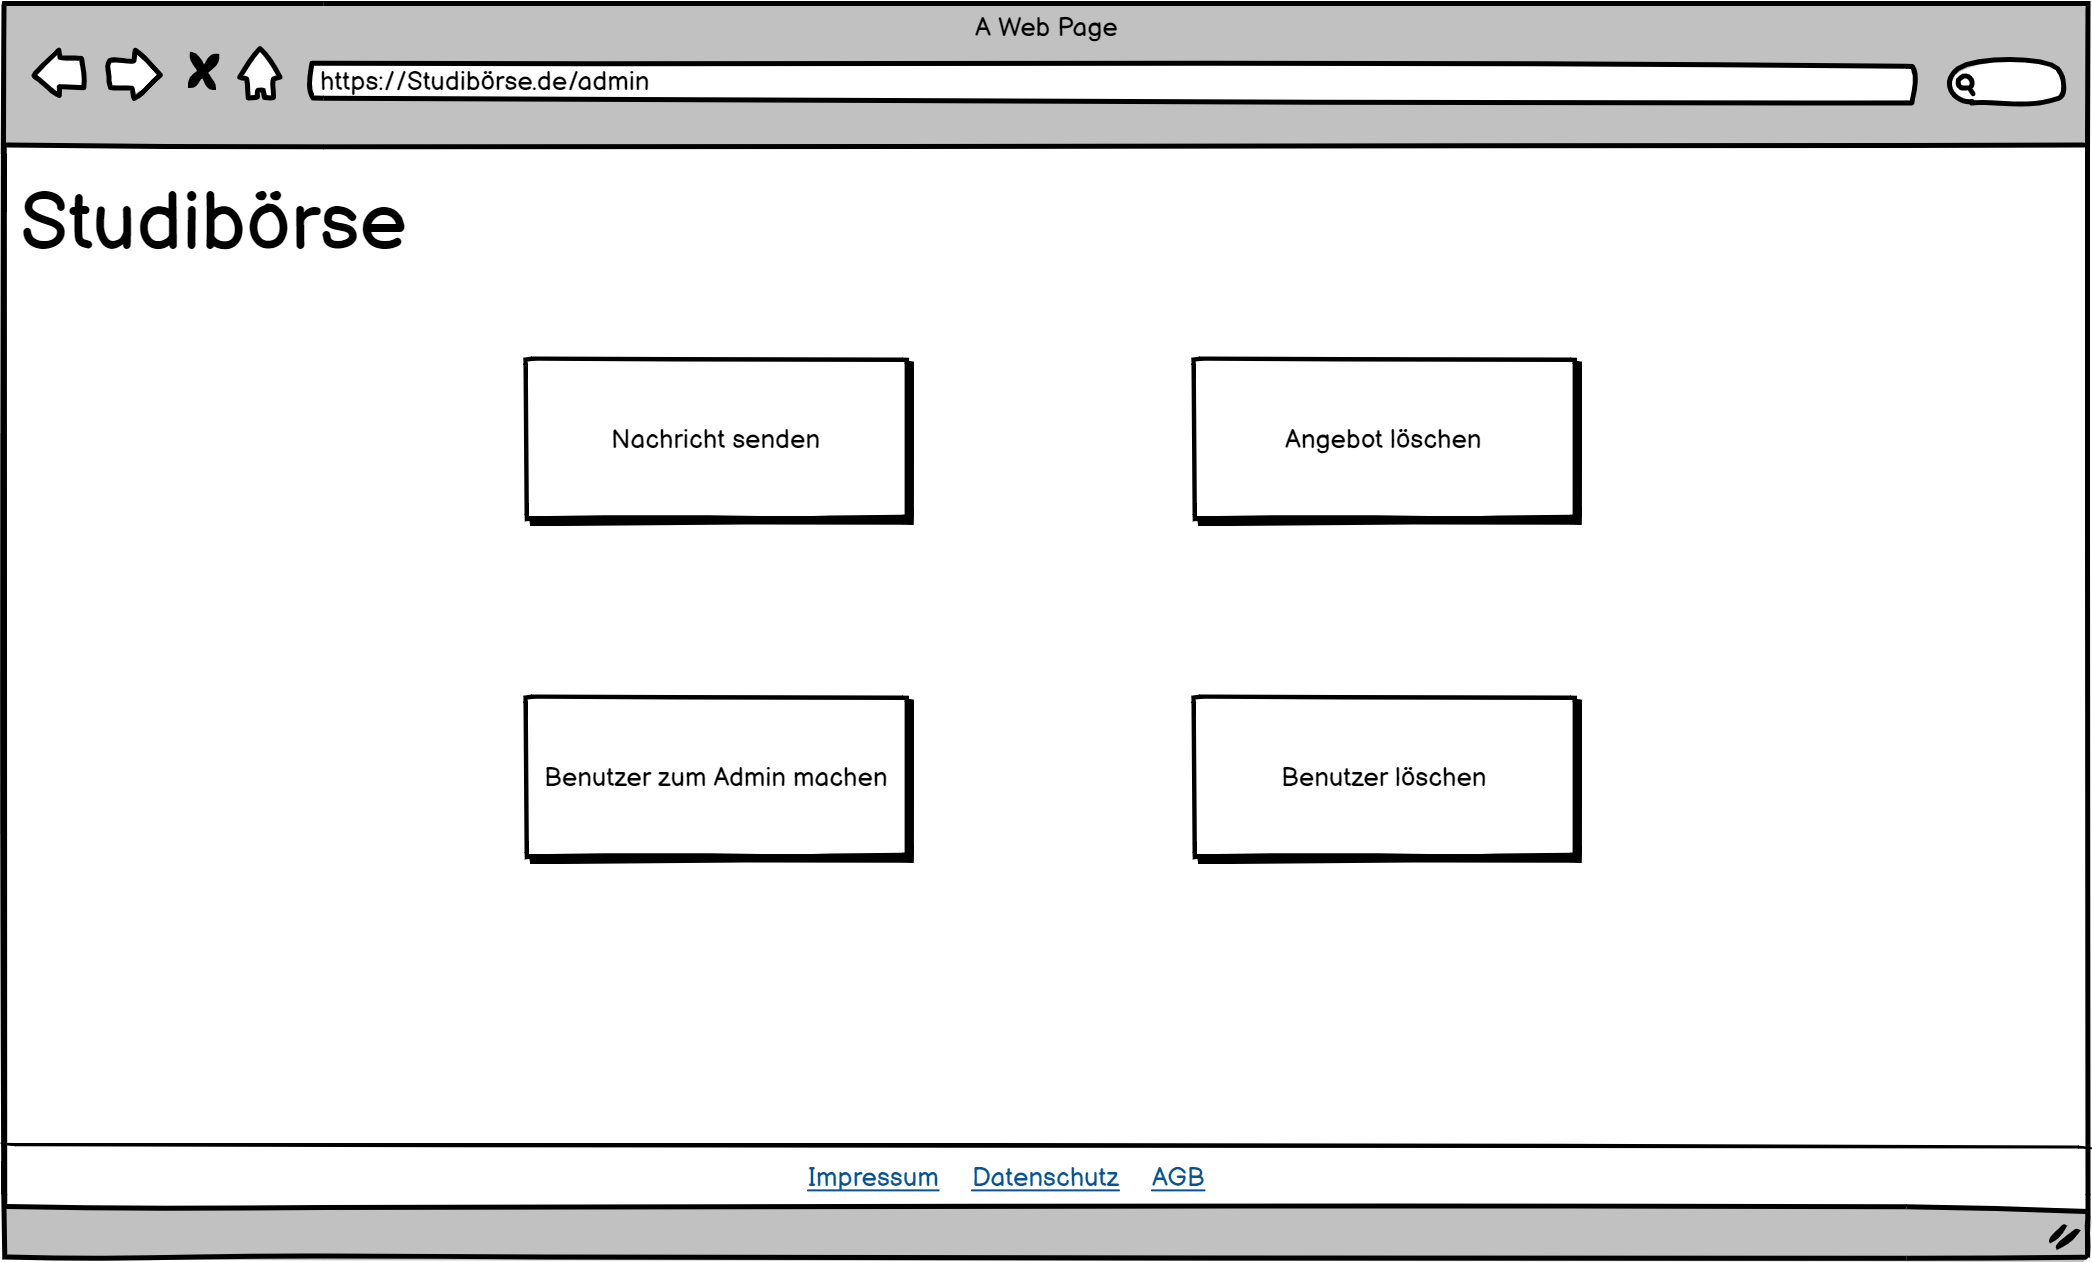 A Web Page
https://Studibörse.de/admin
Studibörse
Nachricht senden
Angebot löschen
Benutzer zum Admin machen
Benutzer löschen
Impressum Datenschutz AGB